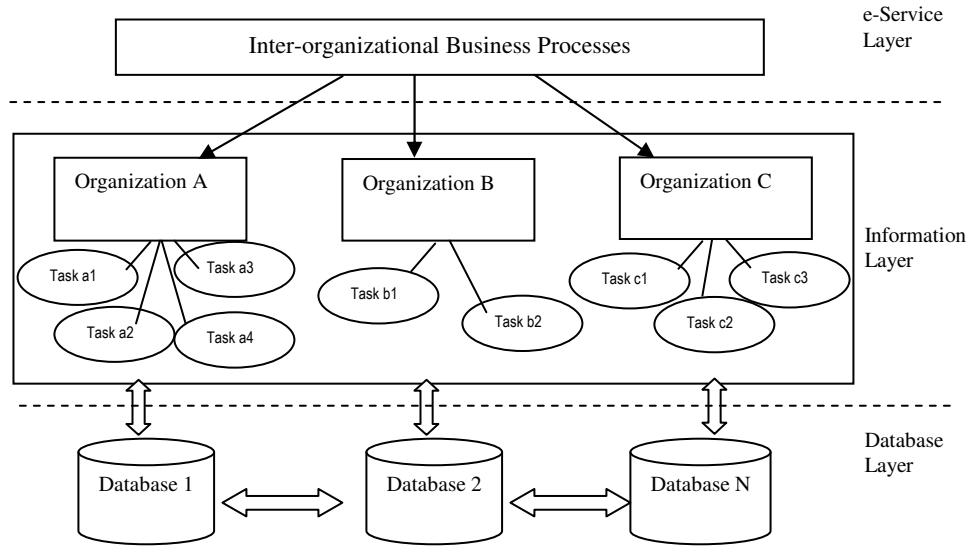 e-Service
Layer
Inter-organizational Business Processes
Organization A
Organization B
Organization C
Information
Layer
Task a1
Task a3
Task a2
Task a4
Task b1
Task b2
Task c1
Task c3
Task c2
Database
Layer
Database 1
Database 2
Database N